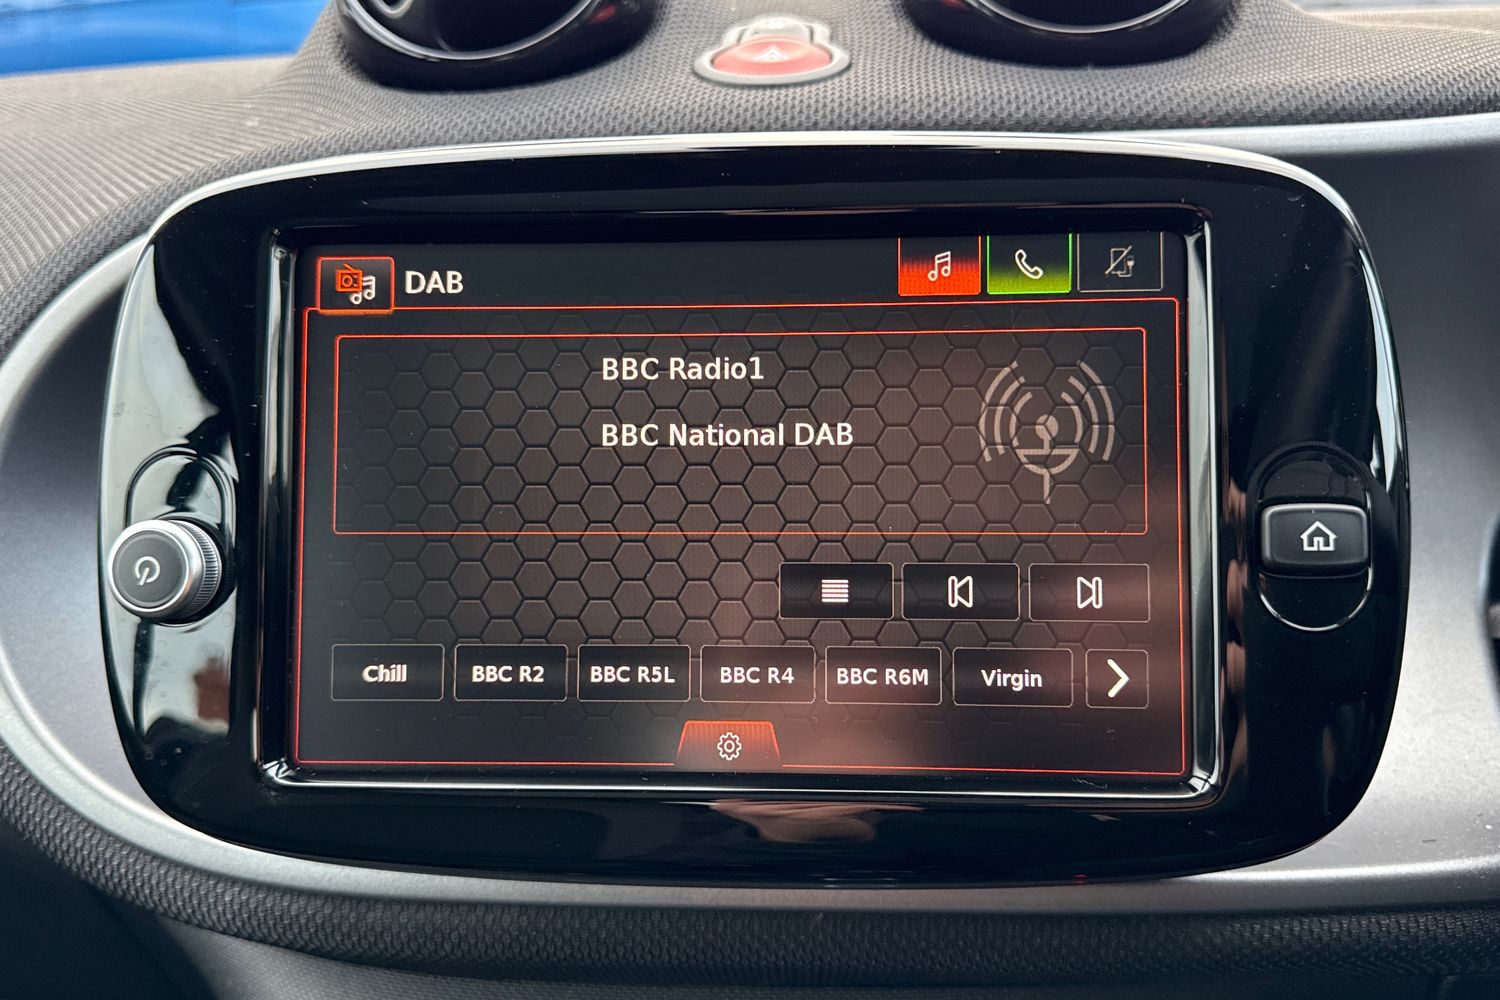 DAB
BBC Radio1
BBC National DAB
Chill BBC R2 BBC R5L BBC R4 BBC R6M Virgin